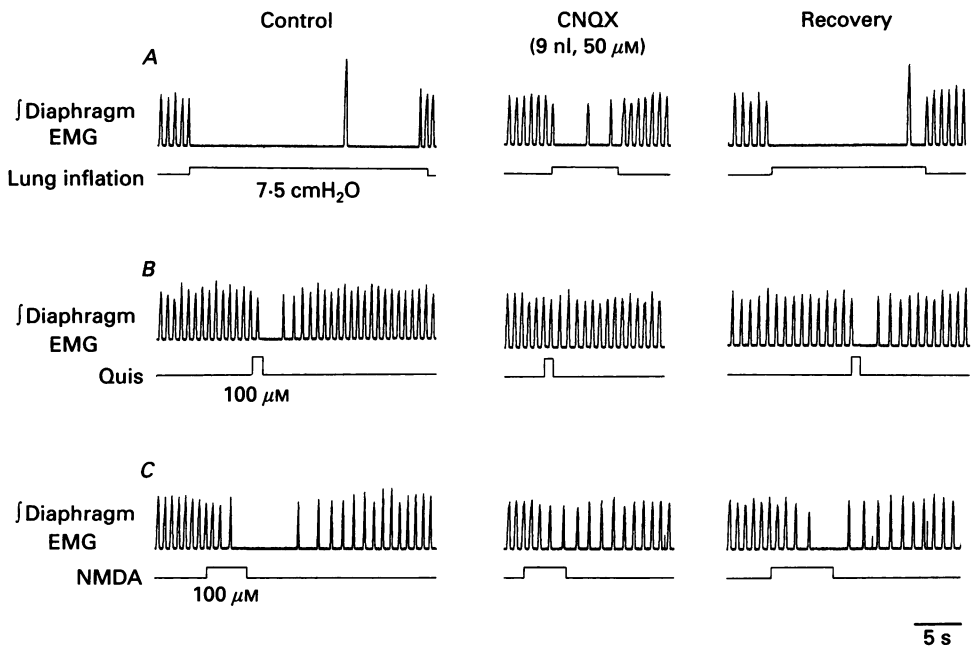 Control
CNQX
(9 nl, 50 μM)
Recovery
A
∫Diaphragm
EMG
Lung inflation
7·5 cmH₂O
B
∫Diaphragm
EMG
Quis
100 μM
C
∫Diaphragm
EMG
NMDA
100 μM
5 s